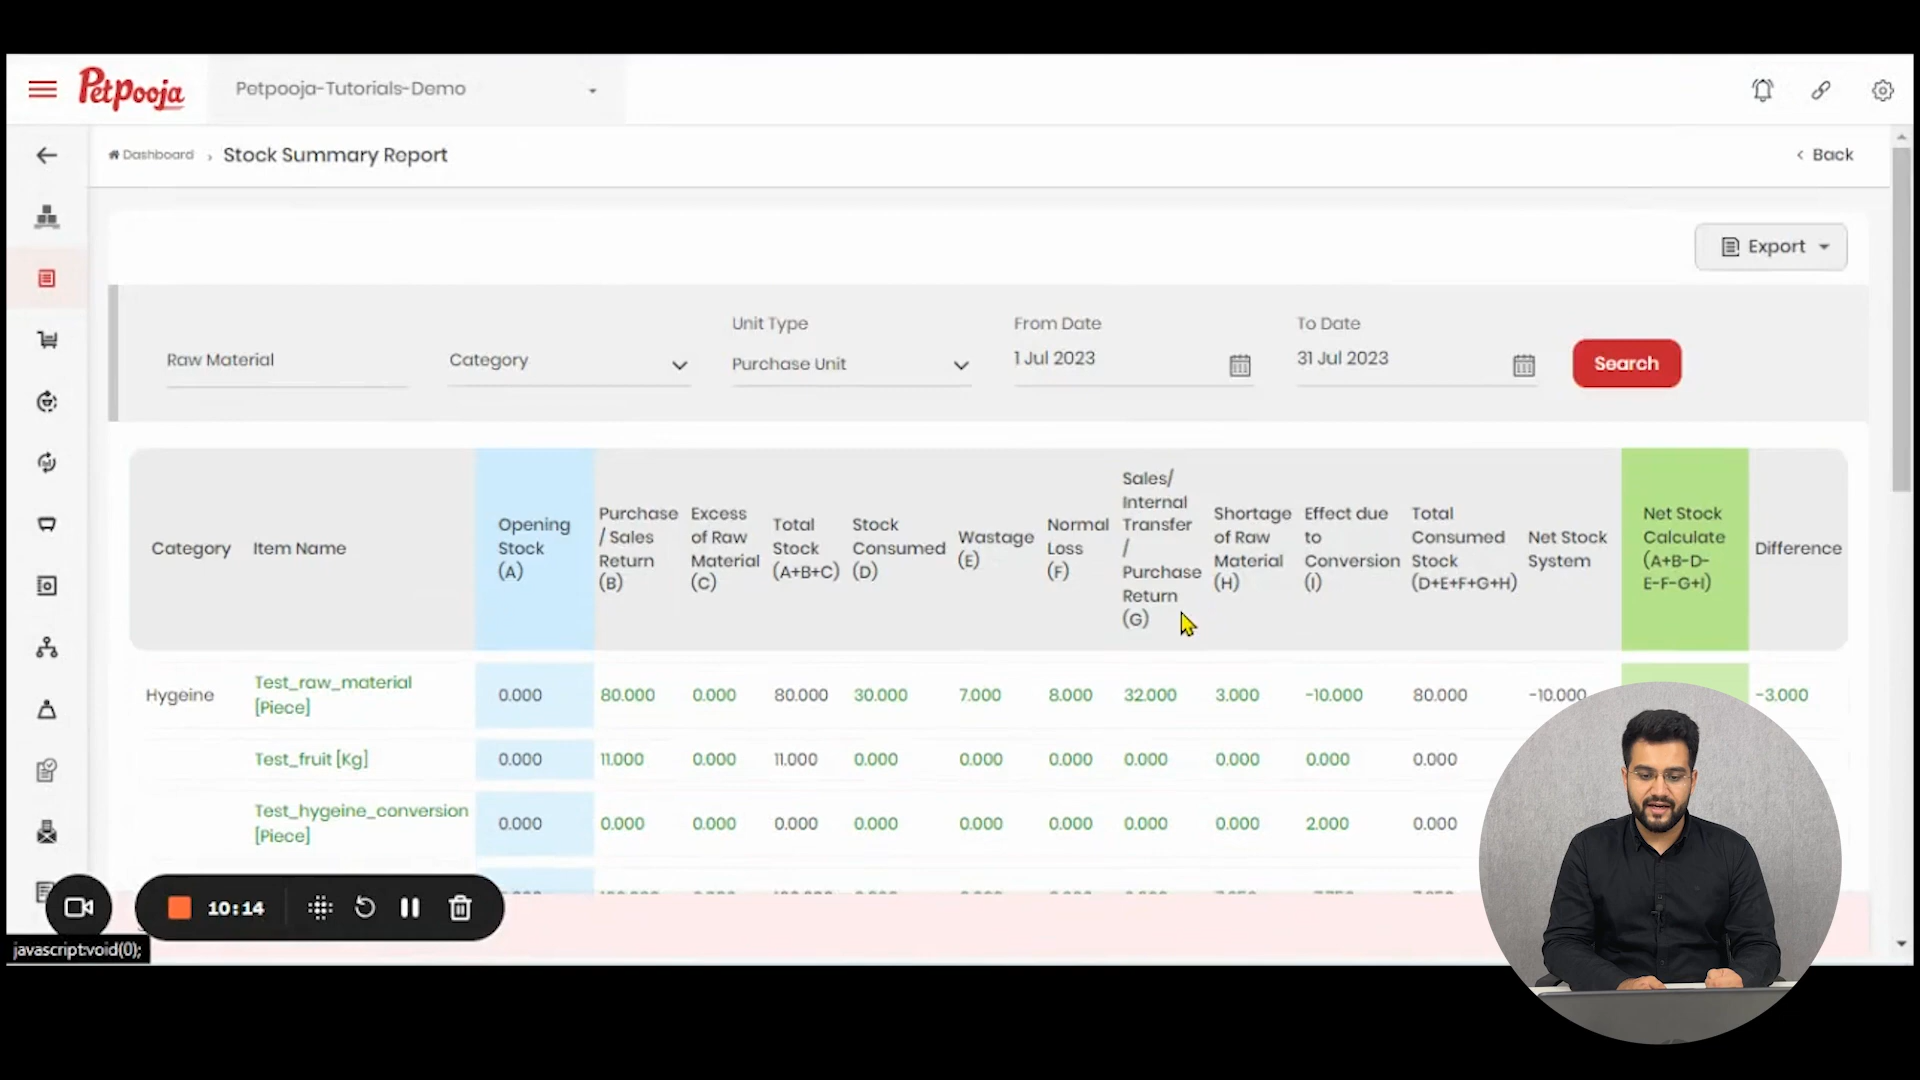 Petpooja
Petpooja-Tutorials-Demo
Dashboard › Stock Summary Report
‹ Back
Export
Raw Material
Category
Unit Type
Purchase Unit
From Date
1 Jul 2023
To Date
31 Jul 2023
Search
Category
Item Name
Opening
Stock
(A)
Purchase
/ Sales
Return
(B)
Excess
of Raw
Material
(C)
Total
Stock
(A+B+C)
Stock
Consumed
(D)
Wastage
(E)
Normal
Loss
(F)
Sales/
Internal
Transfer
/
Purchase
Return
(G)
Shortage
of Raw
Material
(H)
Effect due
to
Conversion
(I)
Total
Consumed
Stock
(D+E+F+G+H)
Net Stock
System
Net Stock
Calculate
(A+B-D-
E-F-G+I)
Difference
Hygeine
Test_raw_material
[Piece]
0.000 80.000 0.000 80.000 30.000 7.000 8.000 32.000 3.000 -10.000 80.000 -10.000 -3.000
Test_fruit [Kg] 0.000 11.000 0.000 11.000 0.000 0.000 0.000 0.000 0.000 0.000 0.000
Test_hygeine_conversion
[Piece]
0.000 0.000 0.000 0.000 0.000 0.000 0.000 0.000 0.000 2.000 0.000
10:14
javascript:void(0);